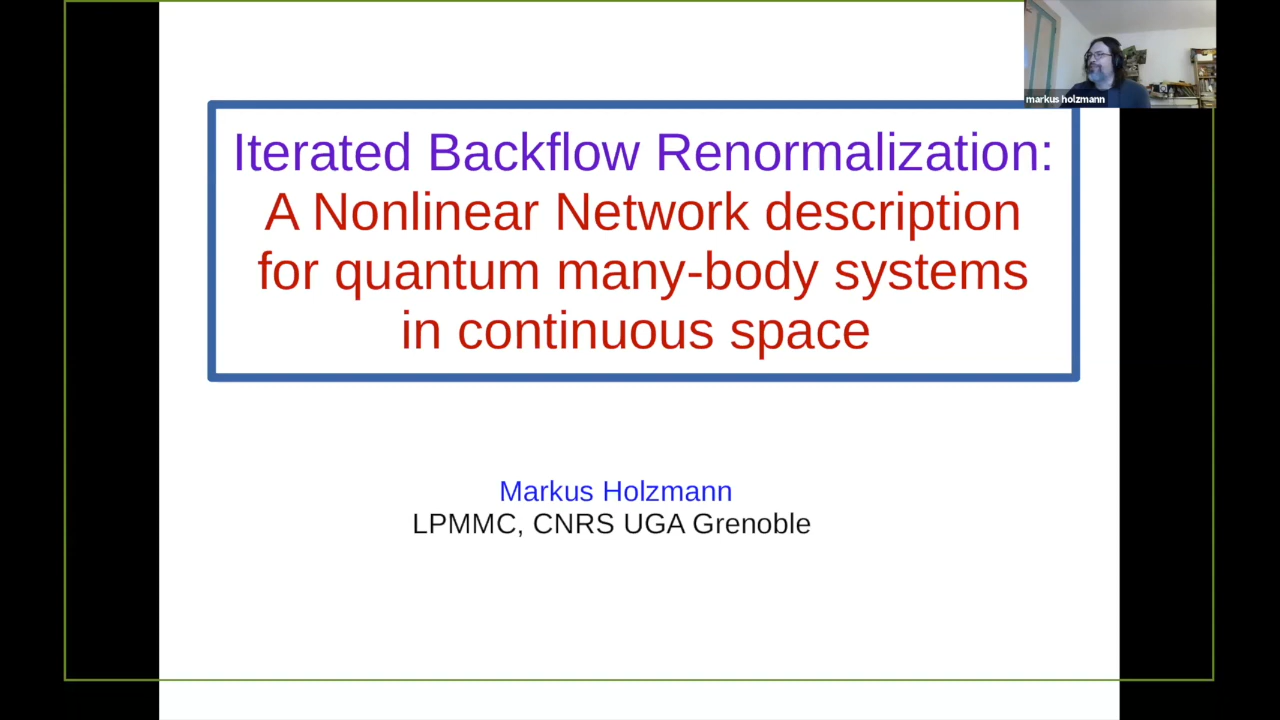 markus holzmann
Iterated Backflow Renormalization:
A Nonlinear Network description
for quantum many-body systems
in continuous space
Markus Holzmann
LPMMC, CNRS UGA Grenoble